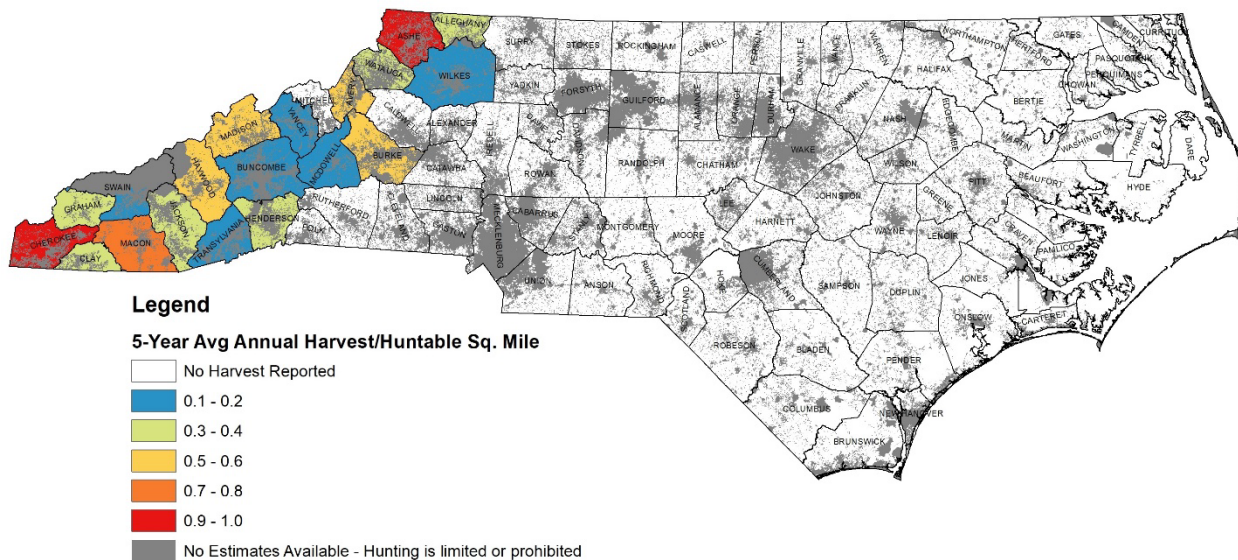 ALLEGHANY
ASHE
SURRY
STOKES
ROCKINGHAM
CASWELL
PERSON
GRANVILLE
VANCE
WARREN
NORTHAMPTON
HERTFORD
GATES
CAMDEN
CURRITUCK
PASQUOTANK
PERQUIMANS
CHOWAN
HALIFAX
BERTIE
WATAUGA
WILKES
YADKIN
FORSYTH
GUILFORD
ALAMANCE
ORANGE
DURHAM
FRANKLIN
NASH
EDGECOMBE
MARTIN
WASHINGTON
TYRRELL
DARE
MITCHELL
AVERY
CALDWELL
ALEXANDER
IREDELL
DAVIE
DAVIDSON
RANDOLPH
CHATHAM
WAKE
WILSON
PITT
BEAUFORT
HYDE
MADISON
YANCEY
BURKE
CATAWBA
ROWAN
JOHNSTON
GREENE
HAYWOOD
BUNCOMBE
MCDOWELL
LINCOLN
CABARRUS
STANLY
MONTGOMERY
MOORE
LEE
HARNETT
WAYNE
LENOIR
CRAVEN
PAMLICO
SWAIN
GRAHAM
JACKSON
HENDERSON
RUTHERFORD
POLK
CLEVELAND
GASTON
MECKLENBURG
CHEROKEE
MACON
TRANSYLVANIA
CLAY
UNION
ANSON
RICHMOND
SCOTLAND
HOKE
CUMBERLAND
SAMPSON
DUPLIN
JONES
ONSLOW
CARTERET
ROBESON
BLADEN
PENDER
COLUMBUS
NEW HANOVER
BRUNSWICK
Legend
5-Year Avg Annual Harvest/Huntable Sq. Mile
No Harvest Reported
0.1 - 0.2
0.3 - 0.4
0.5 - 0.6
0.7 - 0.8
0.9 - 1.0
No Estimates Available - Hunting is limited or prohibited